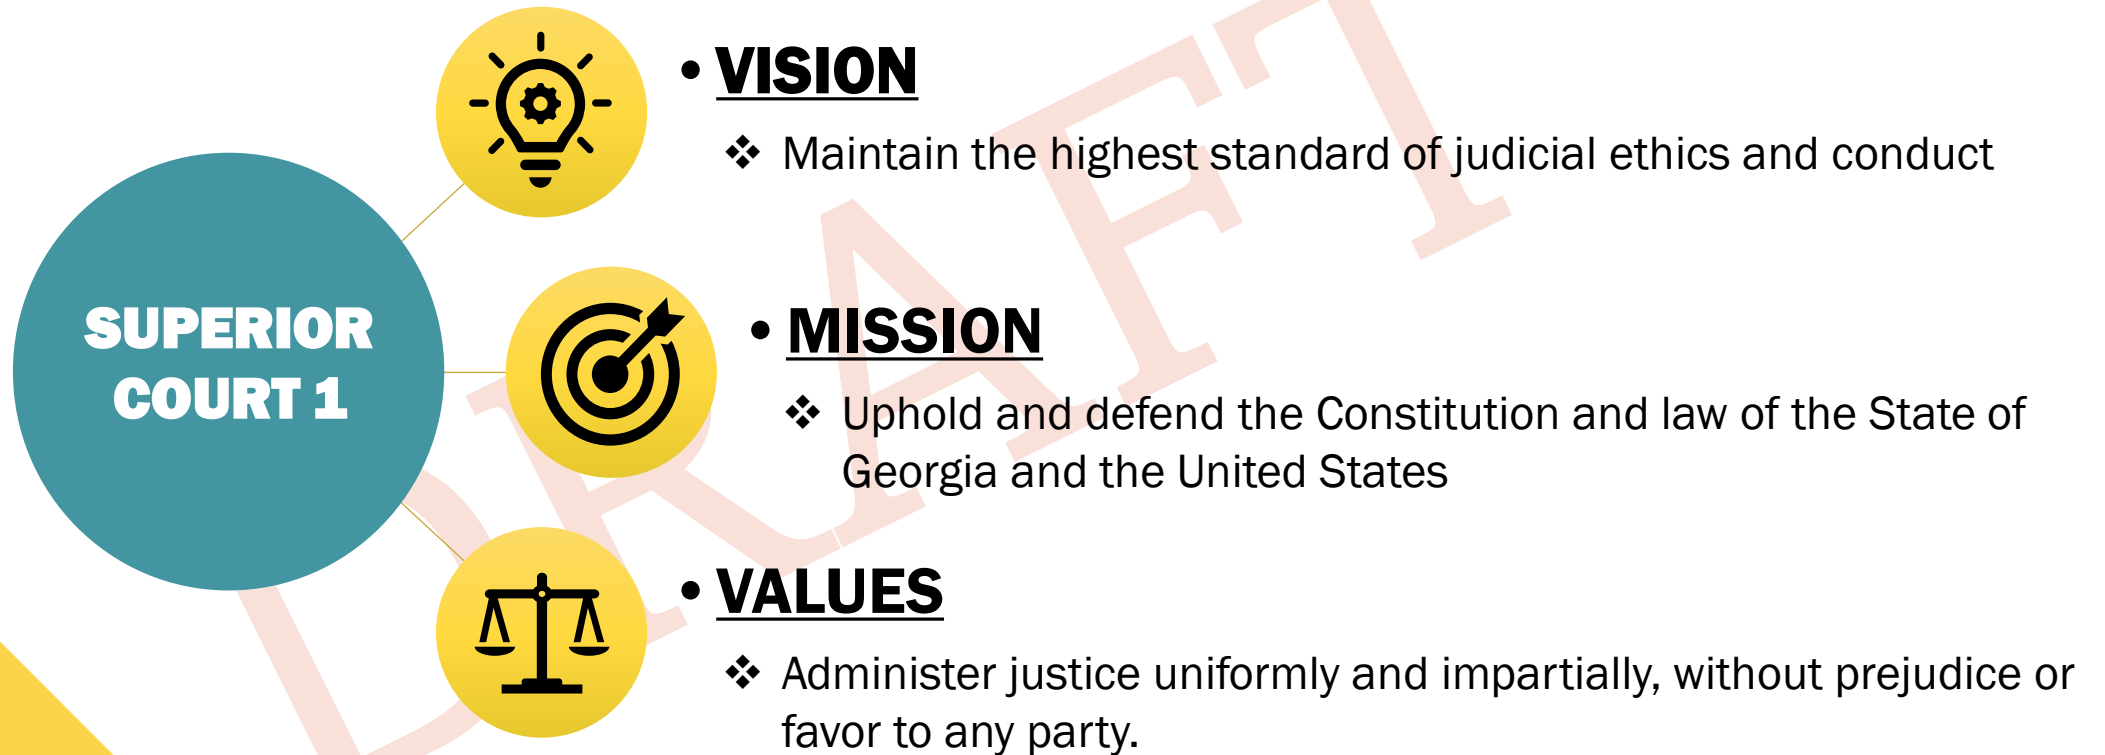 SUPERIOR
COURT 1
• VISION
❖ Maintain the highest standard of judicial ethics and conduct
• MISSION
❖ Uphold and defend the Constitution and law of the State of
Georgia and the United States
• VALUES
❖ Administer justice uniformly and impartially, without prejudice or
favor to any party.
DRAFT